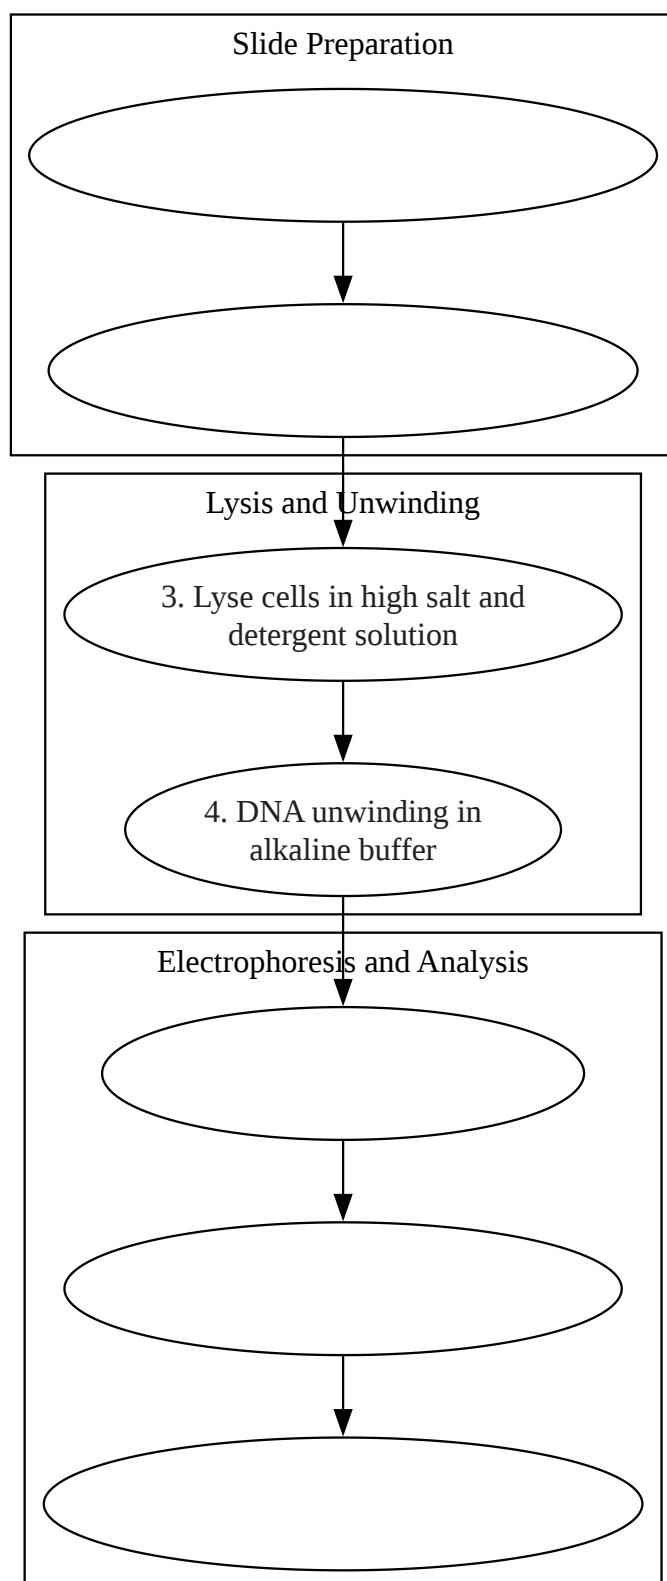 Slide Preparation
Lysis and Unwinding
3. Lyse cells in high salt and
detergent solution
4. DNA unwinding in
alkaline buffer
Electrophoresis and Analysis